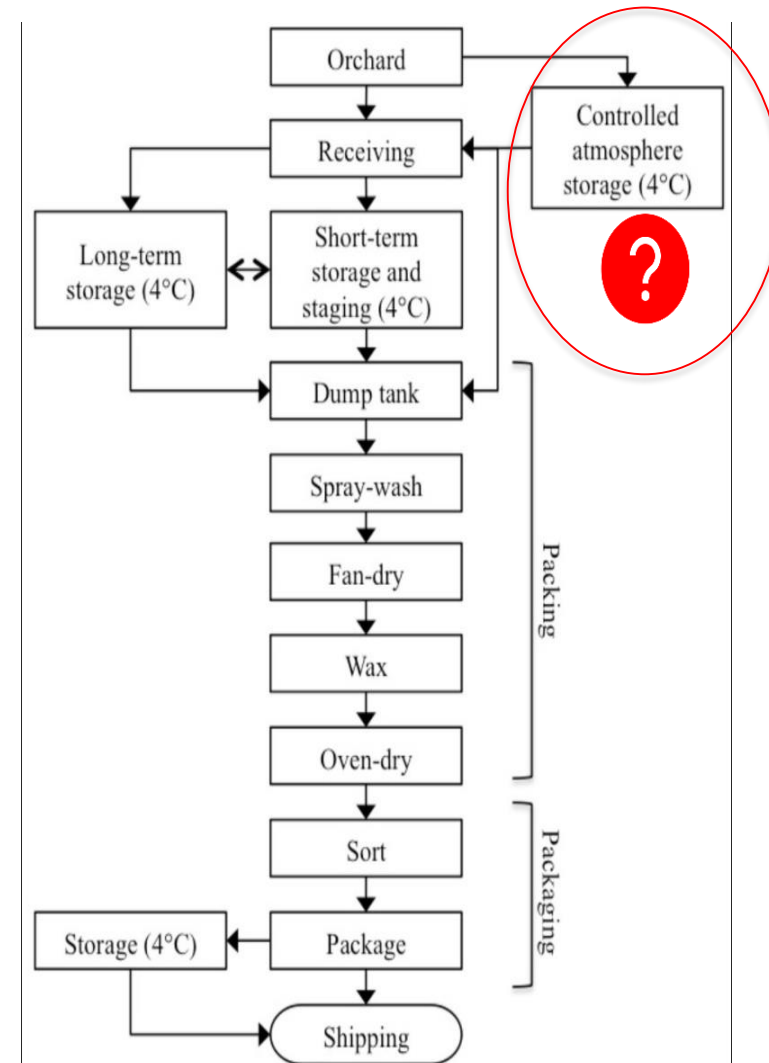 Orchard
Controlled
atmosphere
storage (4°C)
Receiving
Long-term
storage (4°C)
Short-term
storage and
staging (4°C)
?
Dump tank
Spray-wash
Fan-dry
Wax
Oven-dry
Packing
Sort
Package
Packaging
Storage (4°C)
Shipping